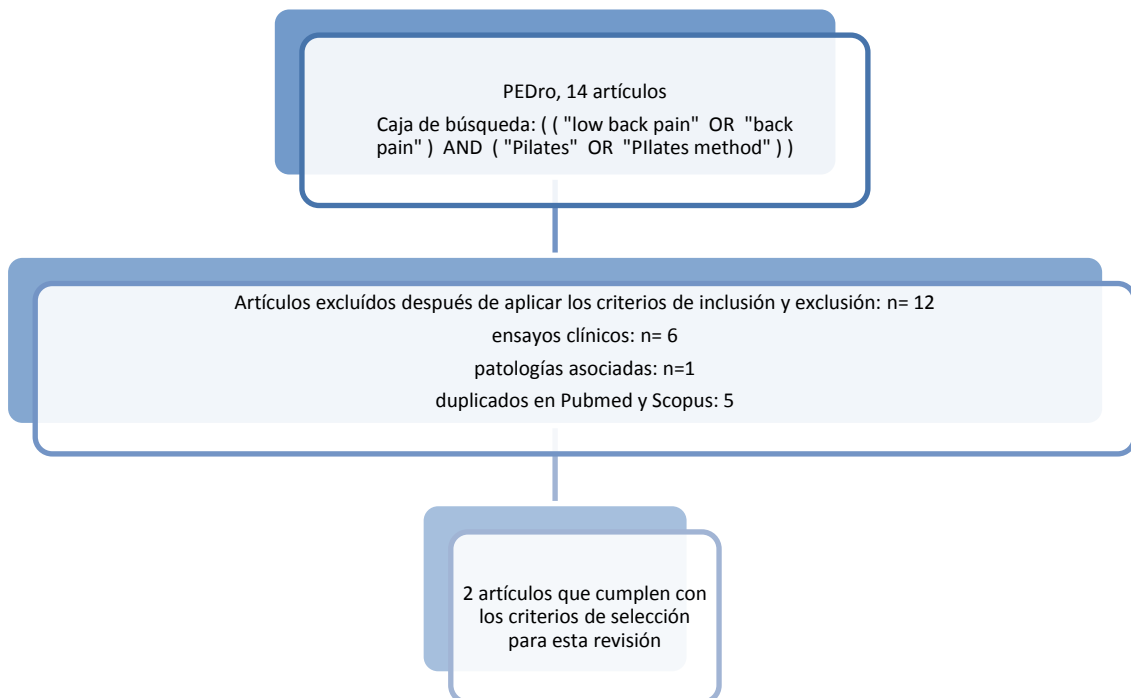 PEDro, 14 artículos
Caja de búsqueda: ( ( "low back pain" OR "back
pain" ) AND ( "Pilates" OR "PIlates method" ) )
Artículos excluídos después de aplicar los criterios de inclusión y exclusión: n= 12
ensayos clínicos: n= 6
patologías asociadas: n=1
duplicados en Pubmed y Scopus: 5
2 artículos que cumplen con
los criterios de selección
para esta revisión